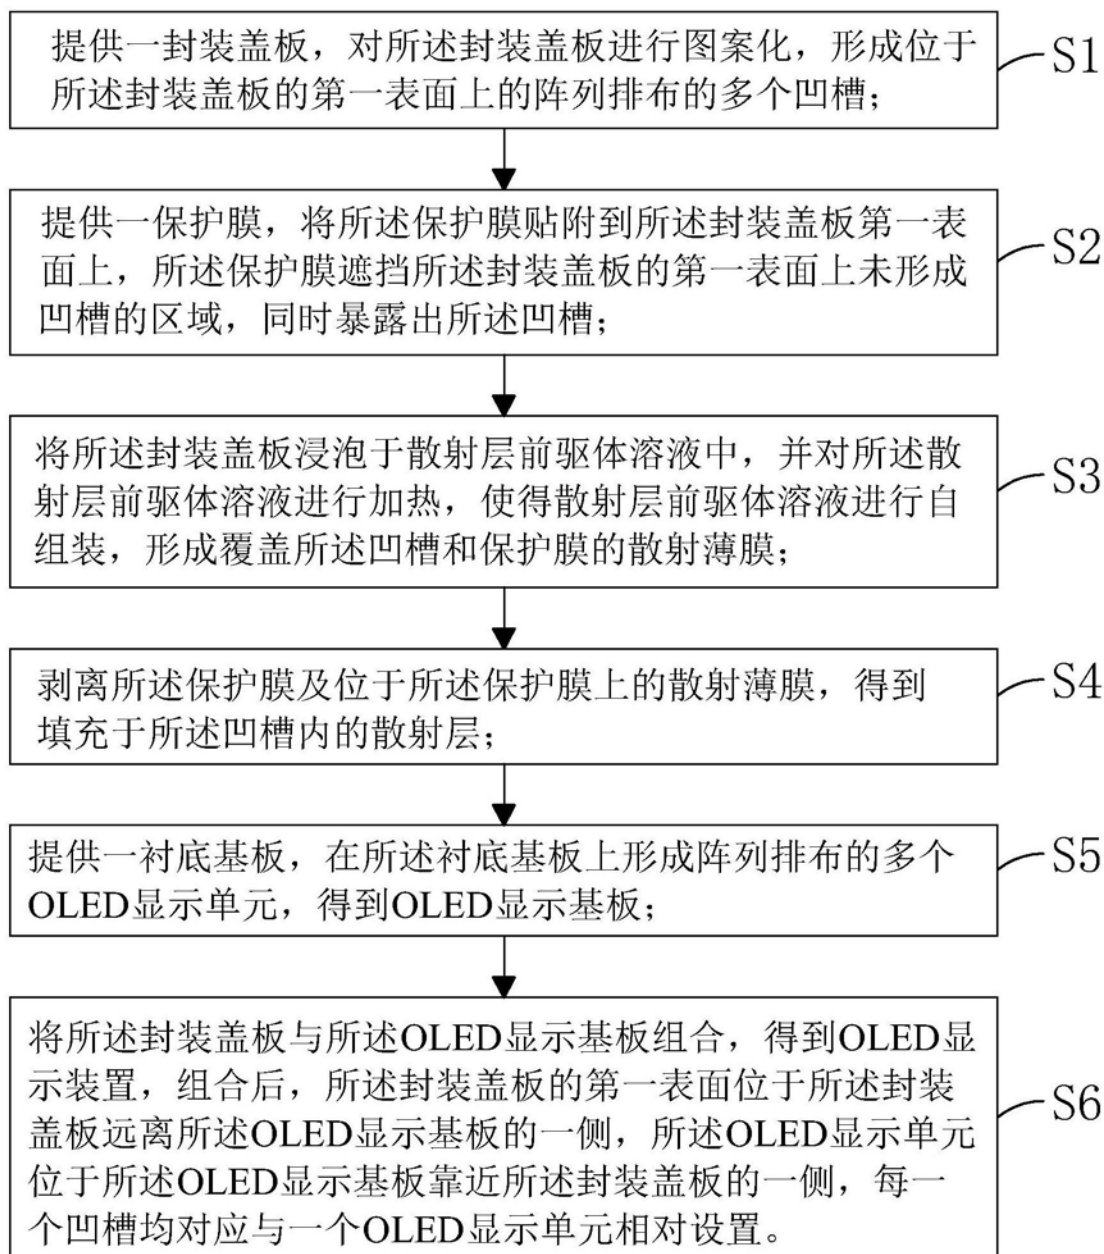 提供一封装盖板，对所述封装盖板进行图案化，形成位于
所述封装盖板的第一表面上的阵列排布的多个凹槽；
S1
提供一保护膜，将所述保护膜贴附到所述封装盖板第一表
面上，所述保护膜遮挡所述封装盖板的第一表面上未形成
凹槽的区域，同时暴露出所述凹槽；
S2
将所述封装盖板浸泡于散射层前驱体溶液中，并对所述散
射层前驱体溶液进行加热，使得散射层前驱体溶液进行自
组装，形成覆盖所述凹槽和保护膜的散射薄膜；
S3
剥离所述保护膜及位于所述保护膜上的散射薄膜，得到
填充于所述凹槽内的散射层；
S4
提供一衬底基板，在所述衬底基板上形成阵列排布的多个
OLED显示单元，得到OLED显示基板；
S5
将所述封装盖板与所述OLED显示基板组合，得到OLED显
示装置，组合后，所述封装盖板的第一表面位于所述封装
盖板远离所述OLED显示基板的一侧，所述OLED显示单元
位于所述OLED显示基板靠近所述封装盖板的一侧，每一
个凹槽均对应与一个OLED显示单元相对设置。
S6